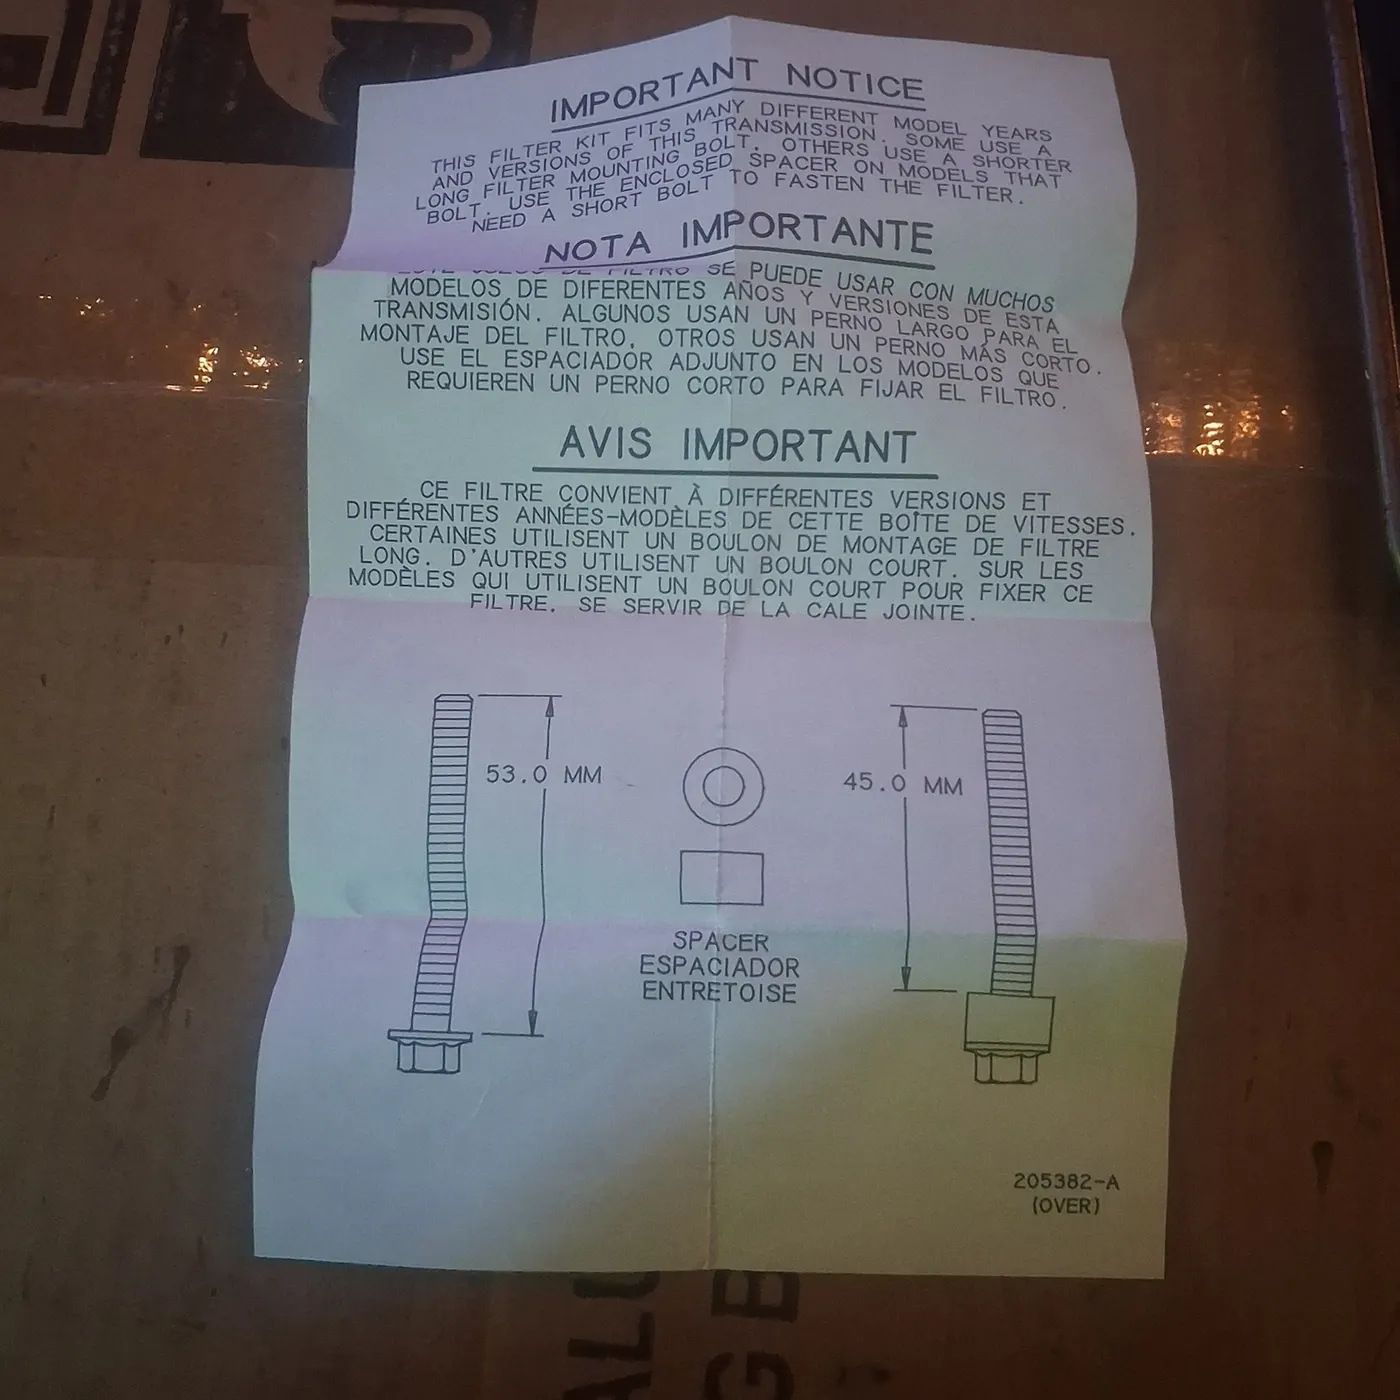 IMPORTANT NOTICE
THIS FILTER KIT FITS MANY DIFFERENT MODEL YEARS
AND VERSIONS OF THIS TRANSMISSION. SOME USE A
LONG FILTER MOUNTING BOLT. OTHERS USE A SHORTER
BOLT. USE THE ENCLOSED SPACER ON MODELS THAT
NEED A SHORT BOLT TO FASTEN THE FILTER.
NOTA IMPORTANTE
DE FILTRO SE PUEDE USAR CON MUCHOS
MODELOS DE DIFERENTES AÑOS Y VERSIONES DE ESTA
TRANSMISIÓN. ALGUNOS USAN UN PERNO LARGO PARA EL
MONTAJE DEL FILTRO. OTROS USAN UN PERNO MÁS CORTO.
USE EL ESPACIADOR ADJUNTO EN LOS MODELOS QUE
REQUIEREN UN PERNO CORTO PARA FIJAR EL FILTRO.
AVIS IMPORTANT
CE FILTRE CONVIENT À DIFFÉRENTES VERSIONS ET
DIFFÉRENTES ANNÉES-MODÈLES DE CETTE BOÎTE DE VITESSES.
CERTAINES UTILISENT UN BOULON DE MONTAGE DE FILTRE
LONG. D'AUTRES UTILISENT UN BOULON COURT. SUR LES
MODÈLES QUI UTILISENT UN BOULON COURT POUR FIXER CE
FILTRE. SE SERVIR DE LA CALE JOINTE.
53.0 MM
45.0 MM
SPACER
ESPACIADOR
ENTRETOISE
205382-A
(OVER)